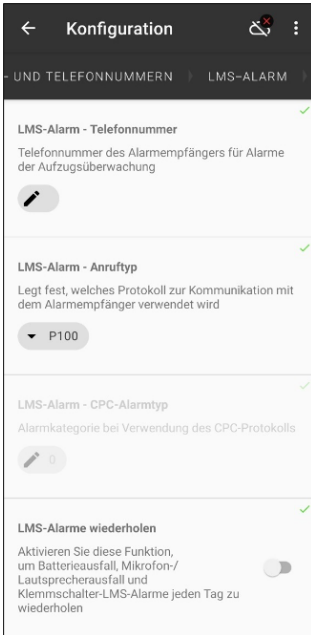 Konfiguration
- UND TELEFONNUMMERN
LMS-ALARM
LMS-Alarm - Telefonnummer
Telefonnummer des Alarmempfängers für Alarme
der Aufzugsüberwachung
LMS-Alarm - Anruftyp
Legt fest, welches Protokoll zur Kommunikation mit
dem Alarmempfänger verwendet wird
P100
LMS-Alarm - CPC-Alarmtyp
Alarmkategorie bei Verwendung des CPC-Protokolls
0
LMS-Alarme wiederholen
Aktivieren Sie diese Funktion,
um Batterieausfall, Mikrofon-/
Lautsprecherausfall und
Klemmschalter-LMS-Alarme jeden Tag zu
wiederholen